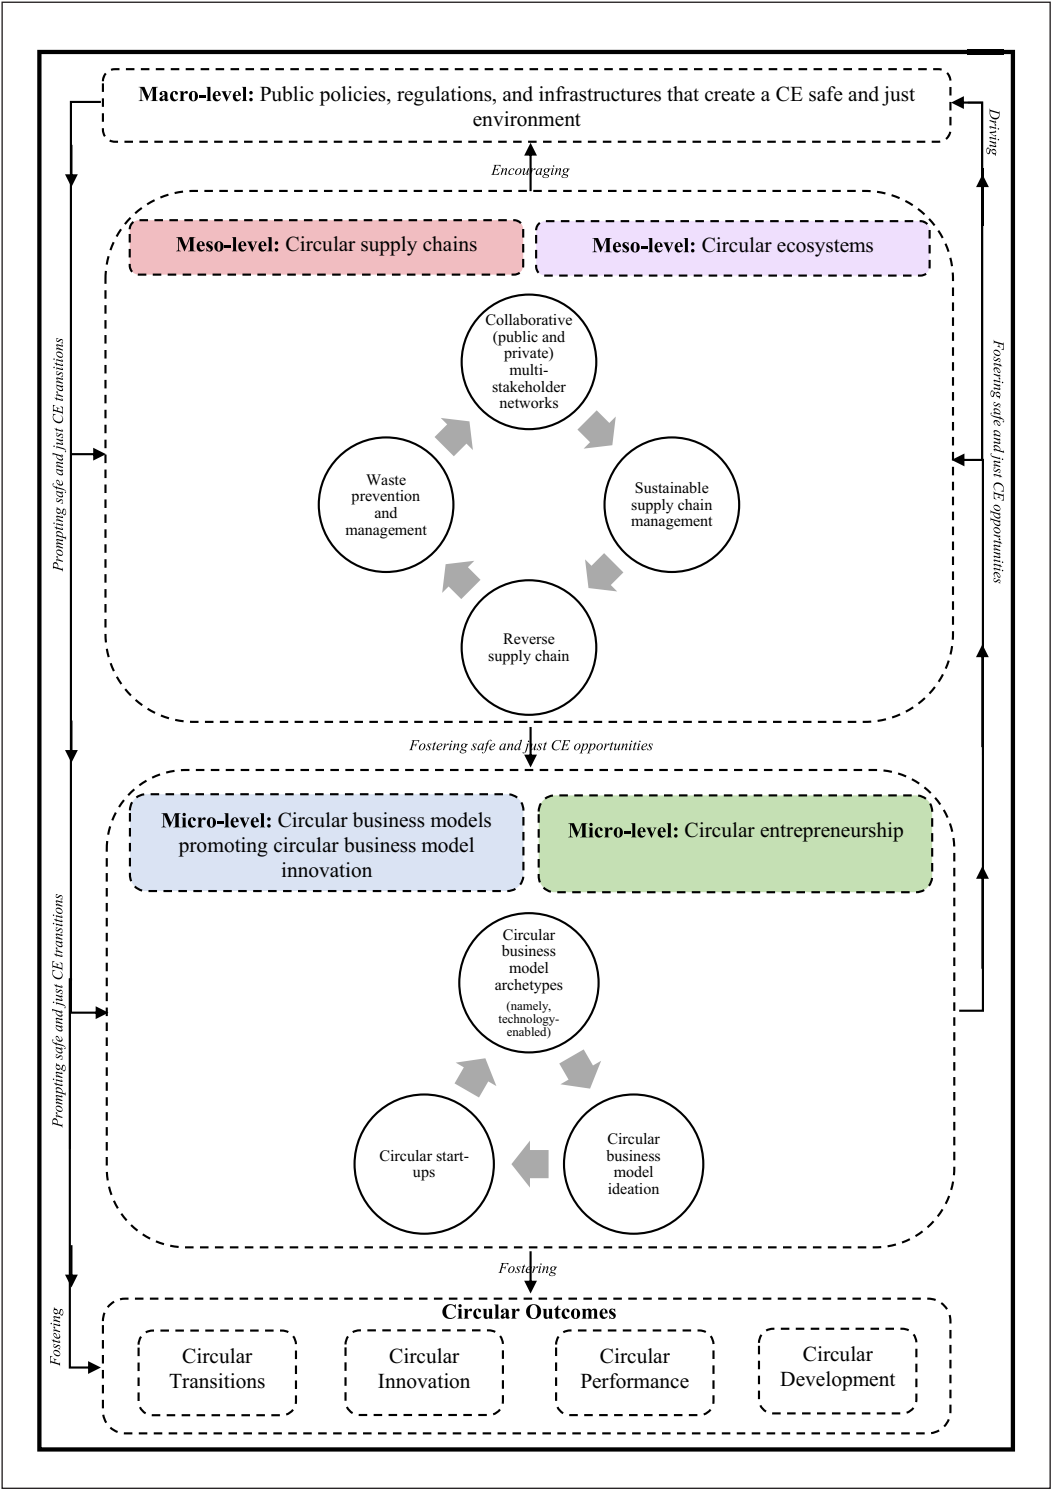 Macro-level: Public policies, regulations, and infrastructures that create a CE safe and just
environment
Driving
Encouraging
Meso-level: Circular supply chains
Meso-level: Circular ecosystems
Prompting safe and just CE transitions
Fostering safe and just CE opportunities
Collaborative
(public and
private)
multi-
stakeholder
networks
Waste
prevention
and
management
Sustainable
supply chain
management
Reverse
supply chain
Fostering safe and just CE opportunities
Micro-level: Circular business models
promoting circular business model
innovation
Micro-level: Circular entrepreneurship
Prompting safe and just CE transitions
Circular
business
model
archetypes
(namely,
technology-
enabled)
Circular start-
ups
Circular
business
model
ideation
Fostering
Fostering
Circular Outcomes
Circular
Transitions
Circular
Innovation
Circular
Performance
Circular
Development